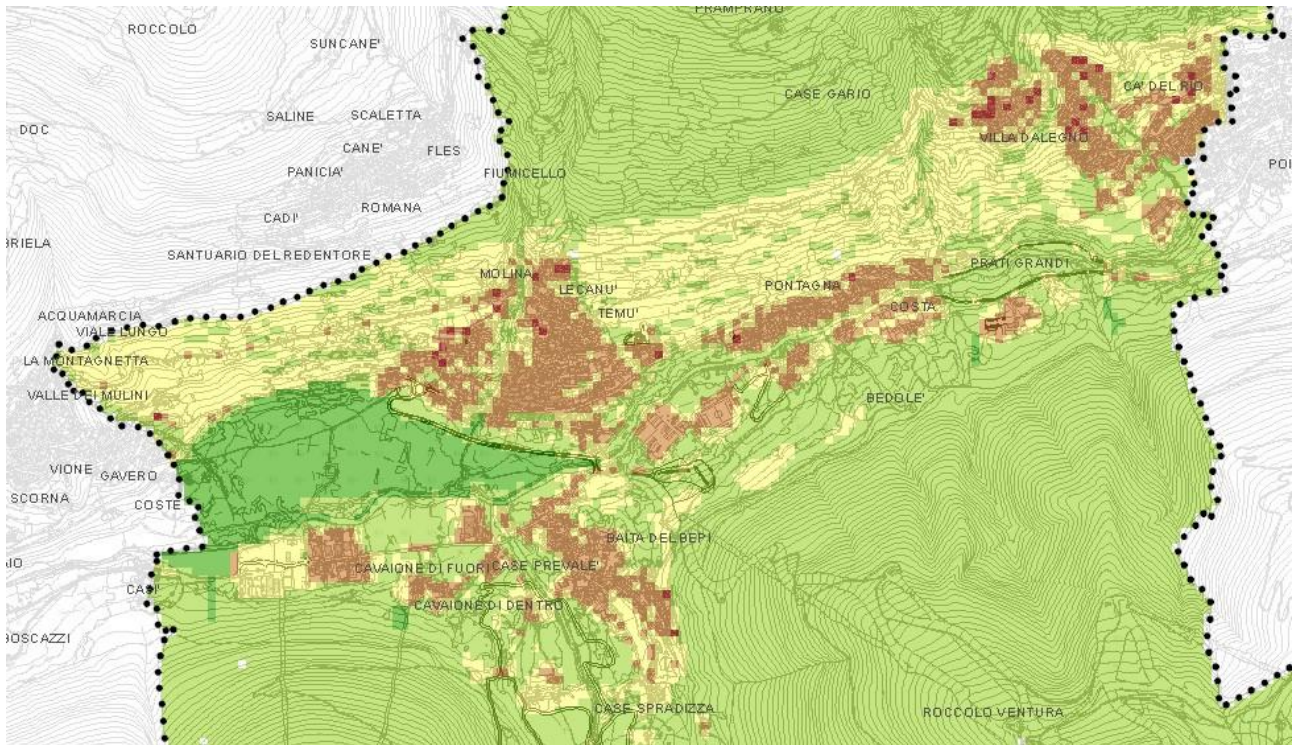 PRAMPRANO
ROCCOLO
SUNCANE'
CASE GARIO
CA' DEL RIO
SALINE
SCALETTA
DOC
VILLA DALEGNO
CANE'
FLES
PANICIA'
FIUMICELLO
POI
ROMANA
CADI'
BRIELA
SANTUARIO DEL REDENTORE
PRATI GRANDI
MOLINA
LECANU'
PONTAGNA
TEMU'
COSTA
ACQUAMARCIA
VIALE LUNGO
LA MONTAGNETTA
VALLE DEI MULINI
BEDOLE'
VIONE
GAVERO
SCORNA
COSTE
BAITA DEL BEPI
AIO
CAVAIONE DI FUORI
CASE PREVALE'
CASI'
CAVAIONE DI DENTRO
BOSCAZZI
CASE SPRADIZZA
ROCCOLO VENTURA